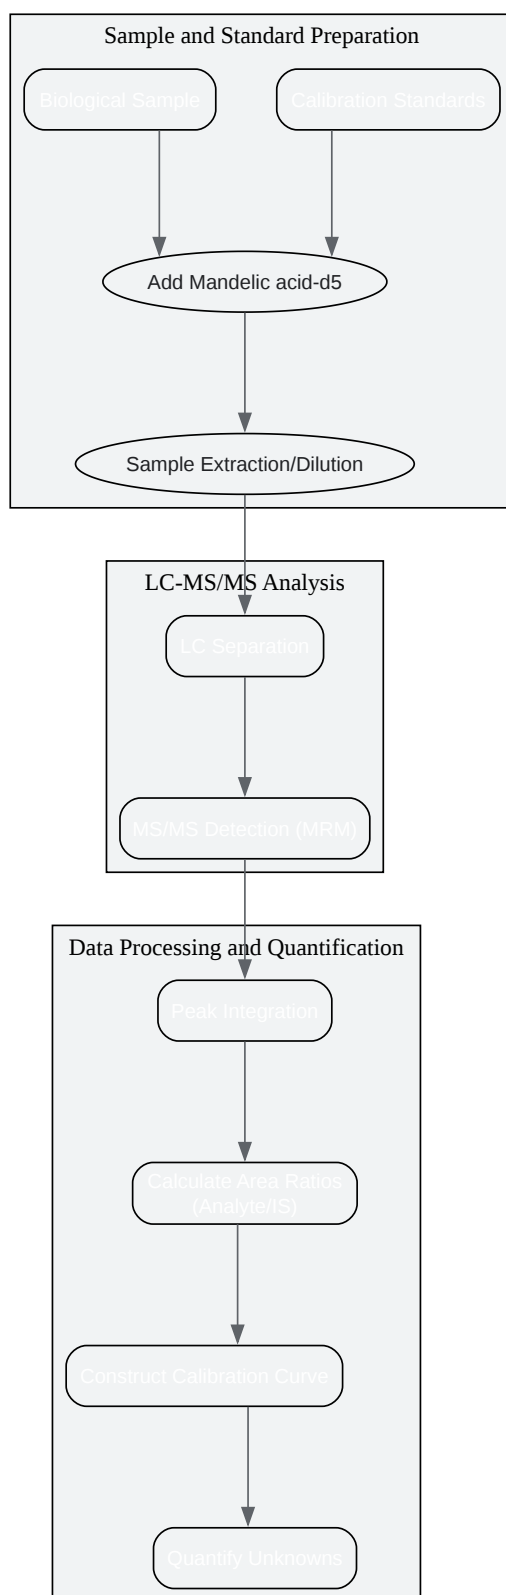 Sample and Standard Preparation
Biological Sample
Calibration Standards
Add Mandelic acid-d5
Sample Extraction/Dilution
LC-MS/MS Analysis
LC Separation
MS/MS Detection (MRM)
Data Processing and Quantification
Peak Integration
Calculate Area Ratios
(Analyte/IS)
Construct Calibration Curve
Quantify Unknowns